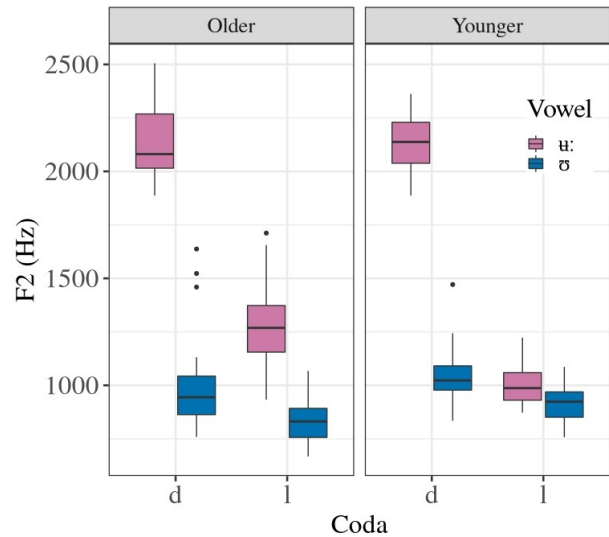 Older Younger
2500
2000
1500
1000
F2 (Hz)
Vowel
ʉː
ʊ
d l d l
Coda